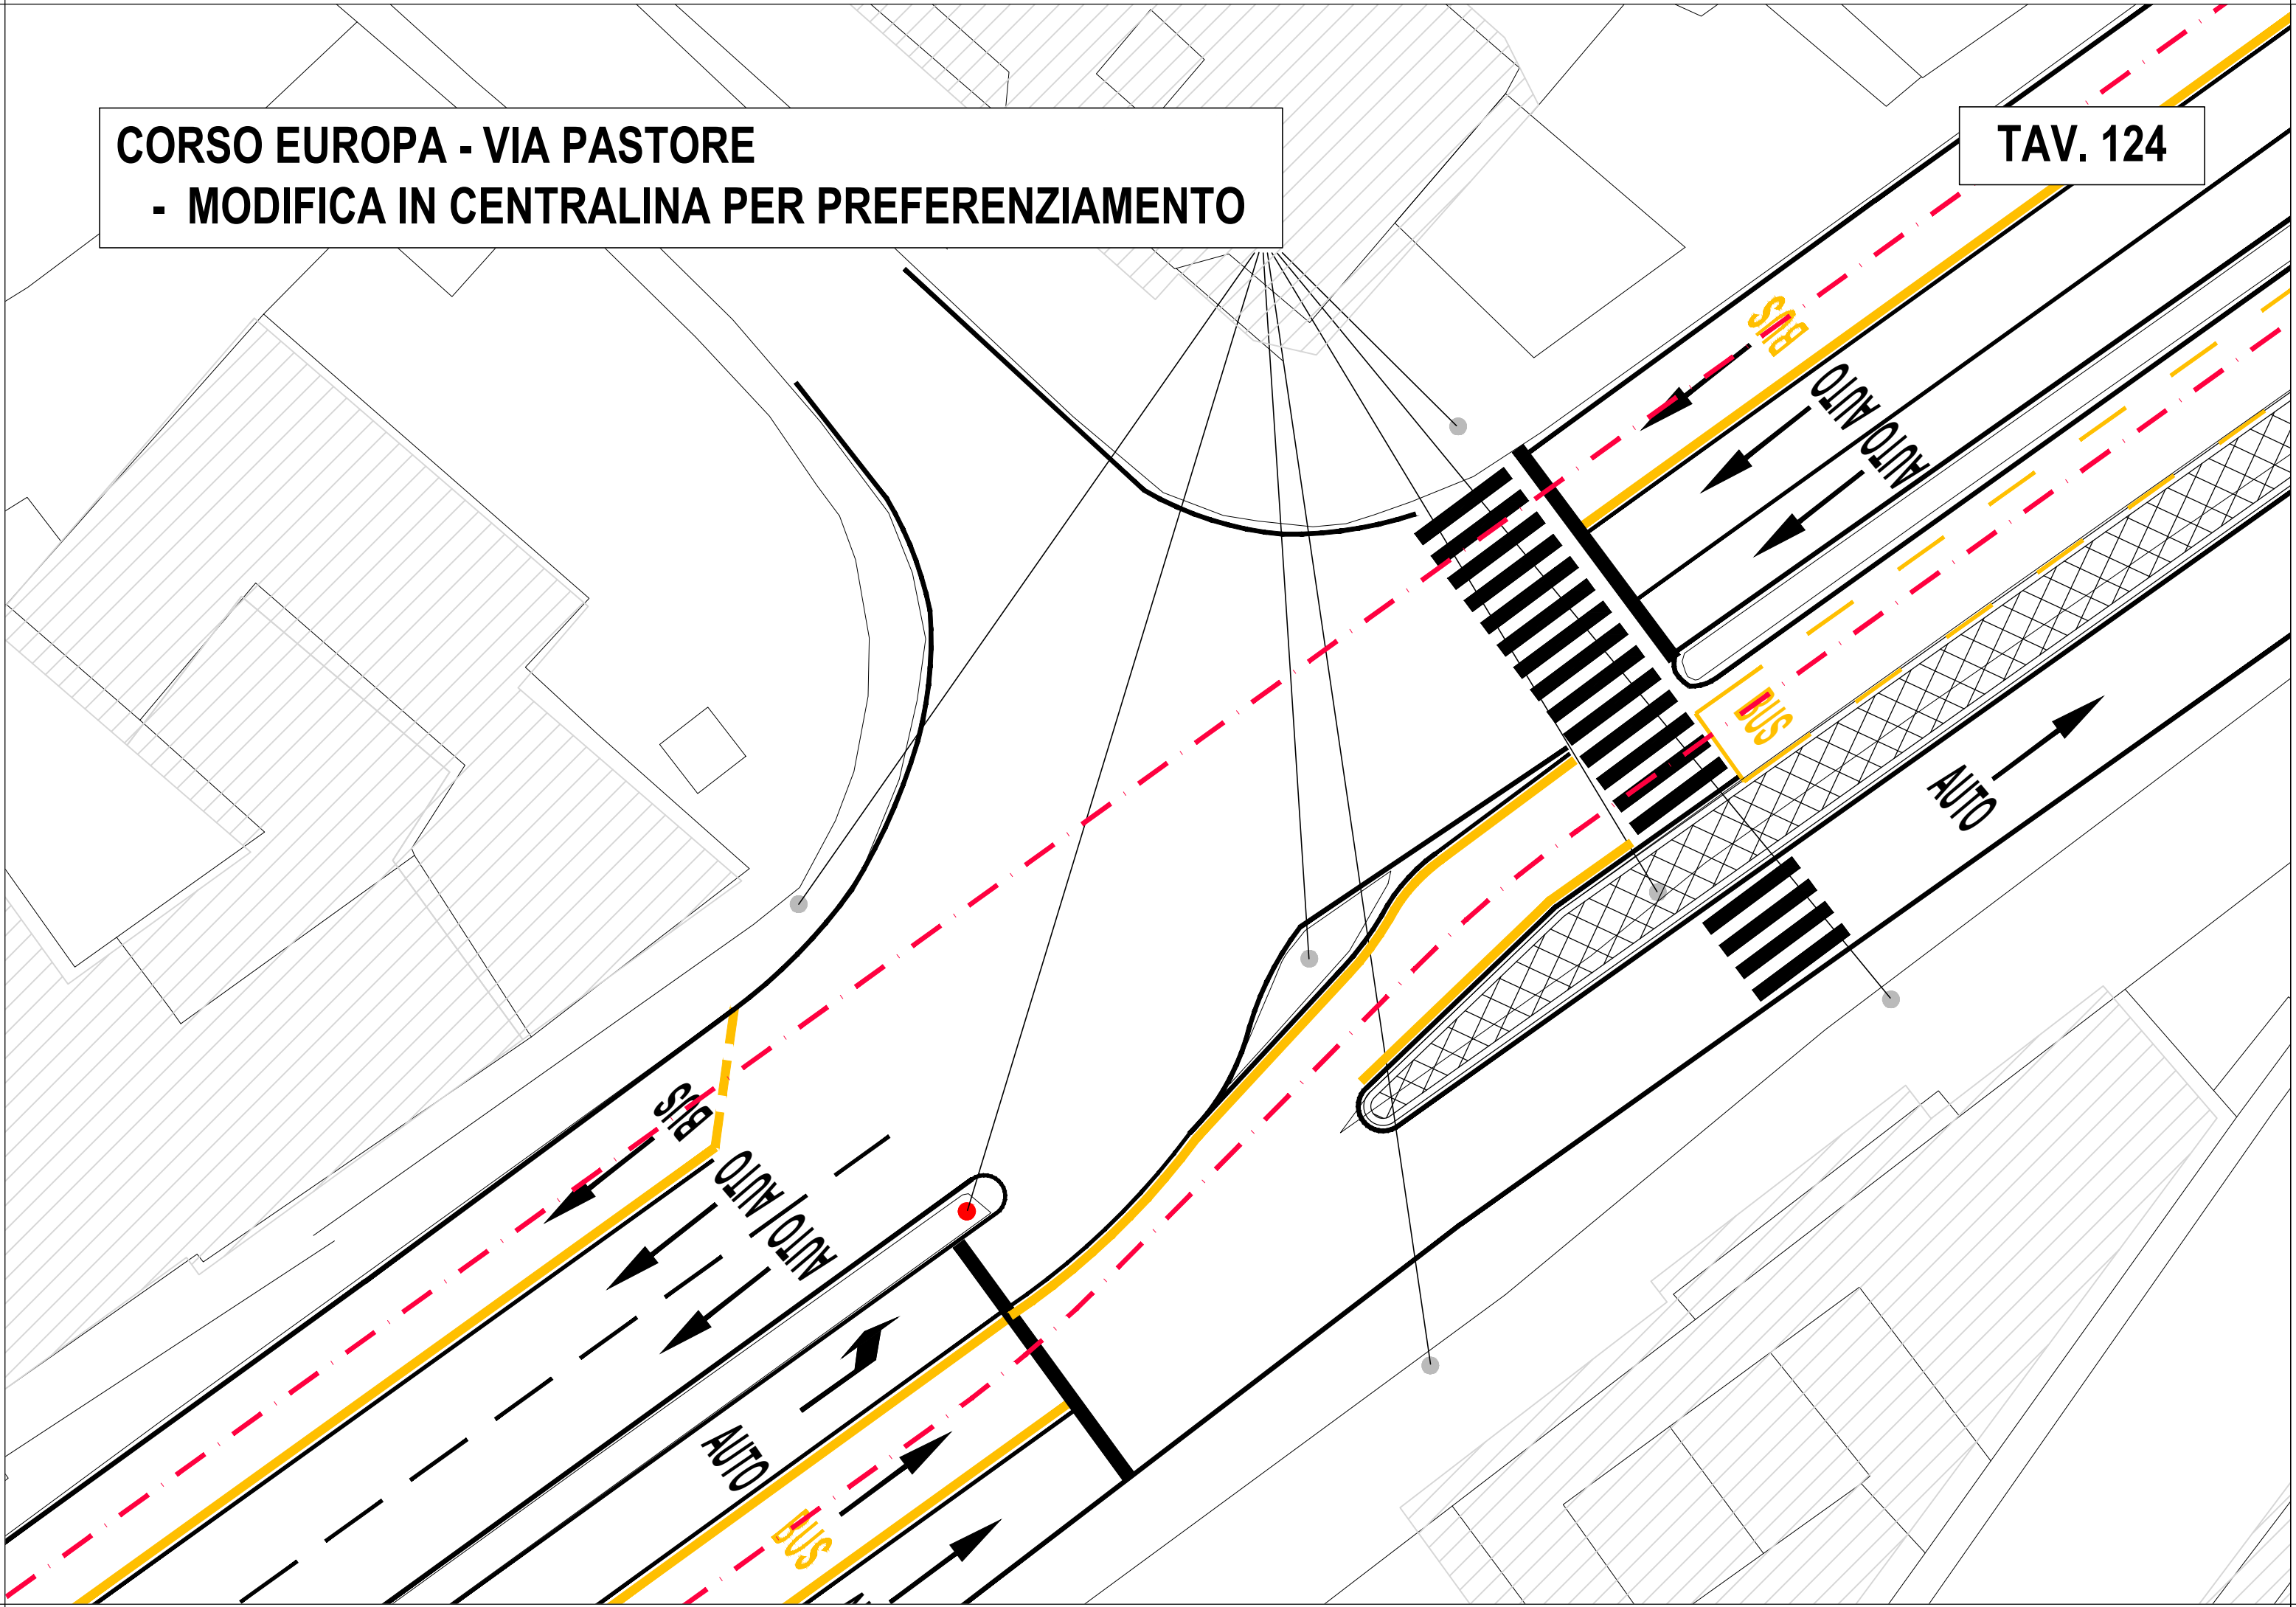 CORSO EUROPA - VIA PASTORE
- MODIFICA IN CENTRALINA PER PREFERENZIAMENTO
TAV. 124
BUS
AUTO
AUTO
BUS
AUTO
BUS
AUTO
AUTO
AUTO
BUS